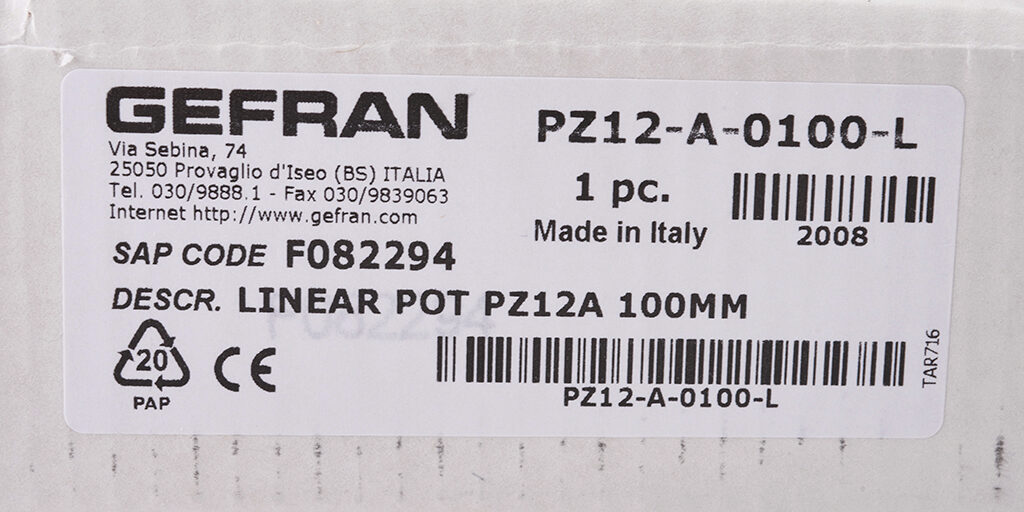 GEFRAN
Via Sebina, 74
25050 Provaglio d'Iseo (BS) ITALIA
Tel. 030/9888.1 - Fax 030/9839063
Internet http://www.gefran.com
PZ12-A-0100-L
1 pc.
Made in Italy
2008
SAP CODE F082294
DESCR. LINEAR POT PZ12A 100MM
F082294
20
PAP
CE
PZ12-A-0100-L
TAR716